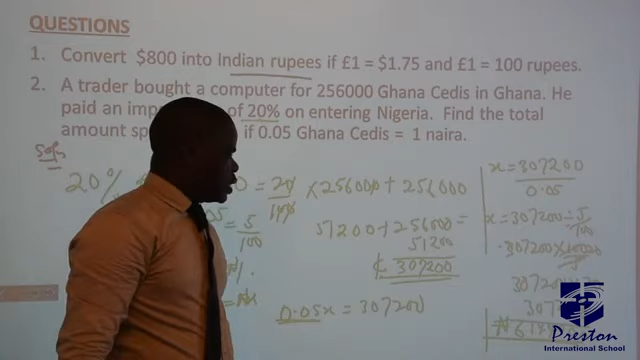 QUESTIONS
1. Convert $800 into Indian rupees if £1 = $1.75 and £1 = 100 rupees.
2. A trader bought a computer for 256000 Ghana Cedis in Ghana. He
paid an of 20% on entering Nigeria. Find the total
amount if 0.05 Ghana Cedis = 1 naira.
Soln
20%
= 20/100 × 256000 + 256000
51200 + 256000 =
51200
₵ 307200
= 5/100
0.05x = 307200
x = 307200
0.05
x = 307200 ÷ 5/100
307200 ×
Preston
International School